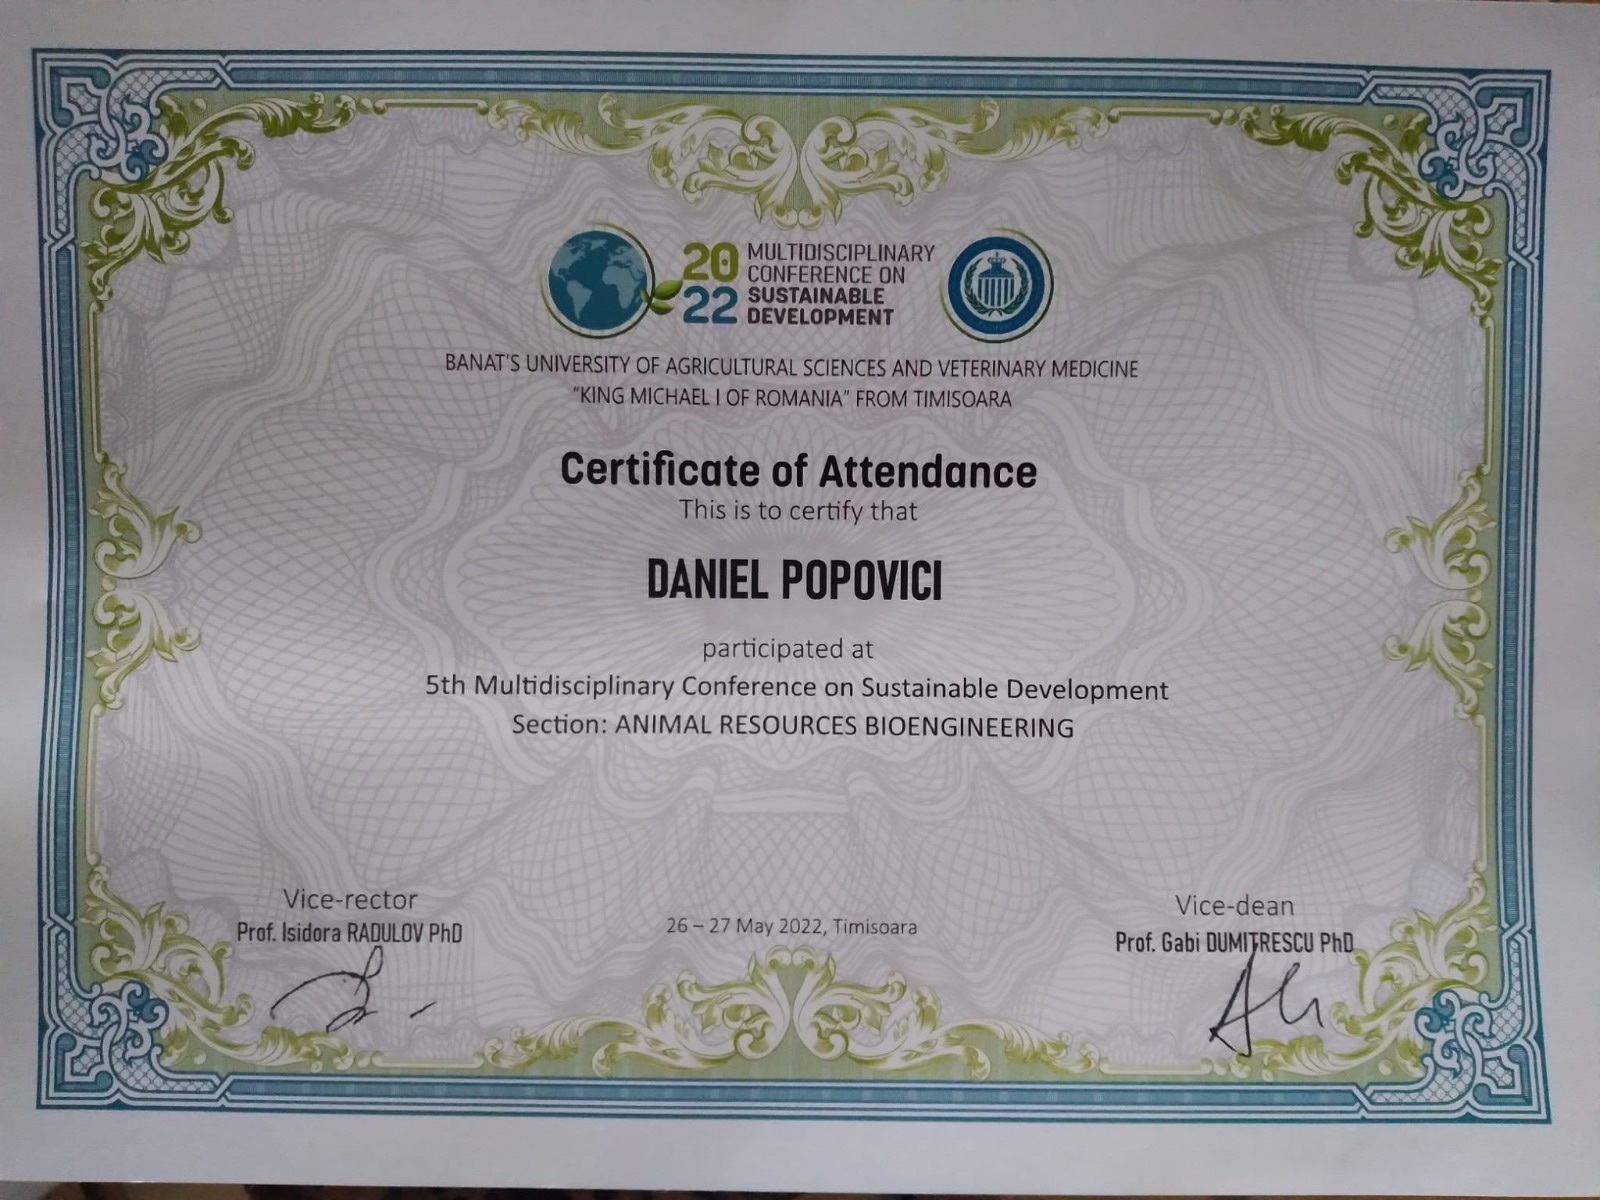 20
22
MULTIDISCIPLINARY
CONFERENCE ON
SUSTAINABLE
DEVELOPMENT
BANAT'S UNIVERSITY OF AGRICULTURAL SCIENCES AND VETERINARY MEDICINE
"KING MICHAEL I OF ROMANIA" FROM TIMISOARA
Certificate of Attendance
This is to certify that
DANIEL POPOVICI
participated at
5th Multidisciplinary Conference on Sustainable Development
Section: ANIMAL RESOURCES BIOENGINEERING
Vice-rector
Prof. Isidora RADULOV PhD
26 – 27 May 2022, Timisoara
Vice-dean
Prof. Gabi DUMITRESCU PhD